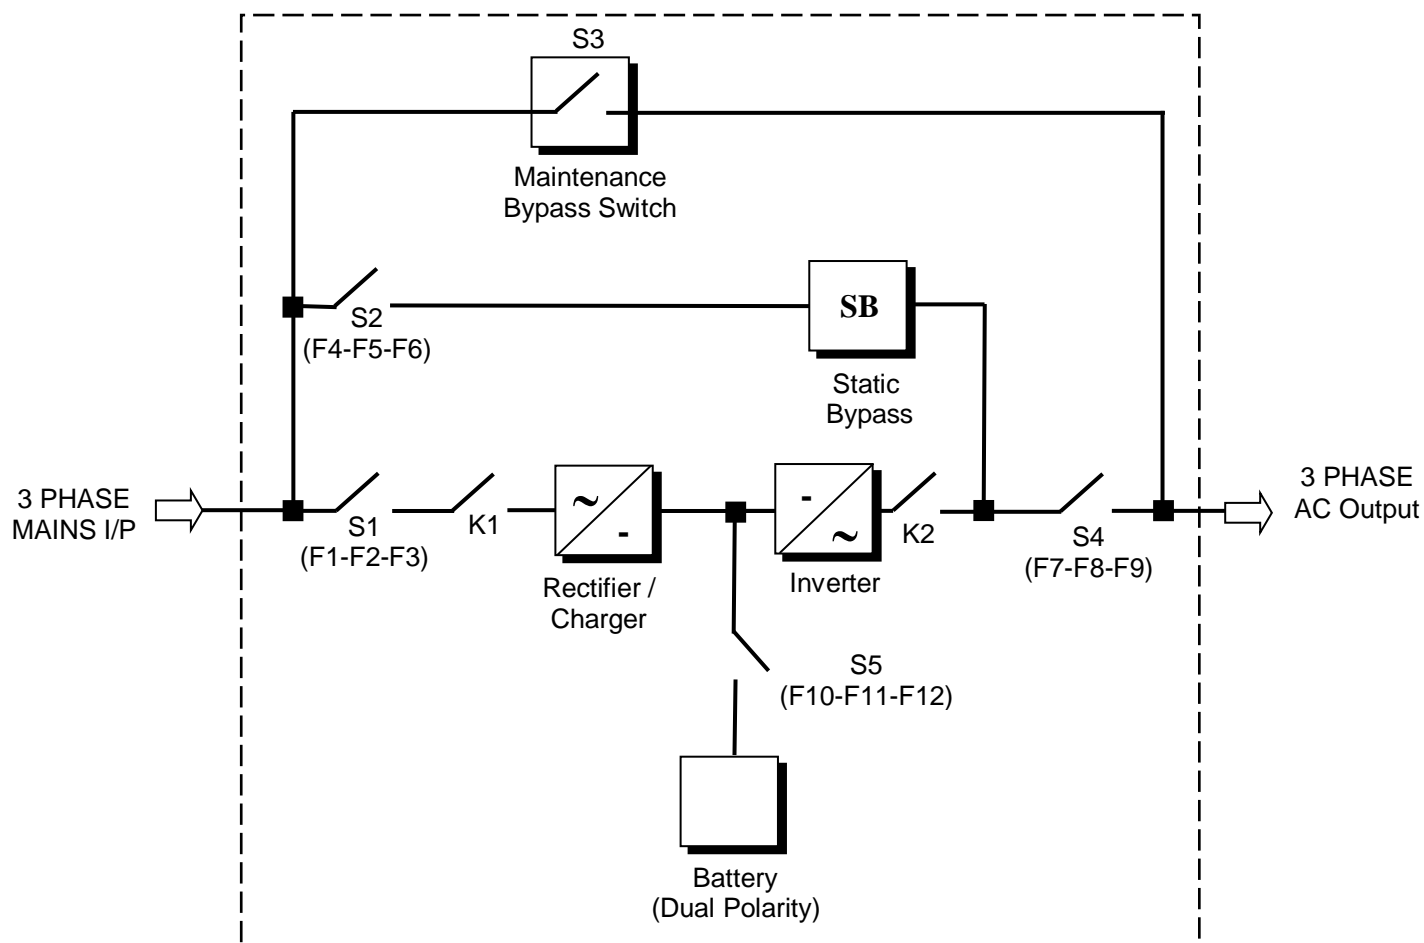 S3
Maintenance
Bypass Switch
S2
(F4-F5-F6)
SB
Static
Bypass
3 PHASE
MAINS I/P
S1
(F1-F2-F3)
K1
~
-
Rectifier /
Charger
-
~
Inverter
K2
S4
(F7-F8-F9)
3 PHASE
AC Output
S5
(F10-F11-F12)
Battery
(Dual Polarity)